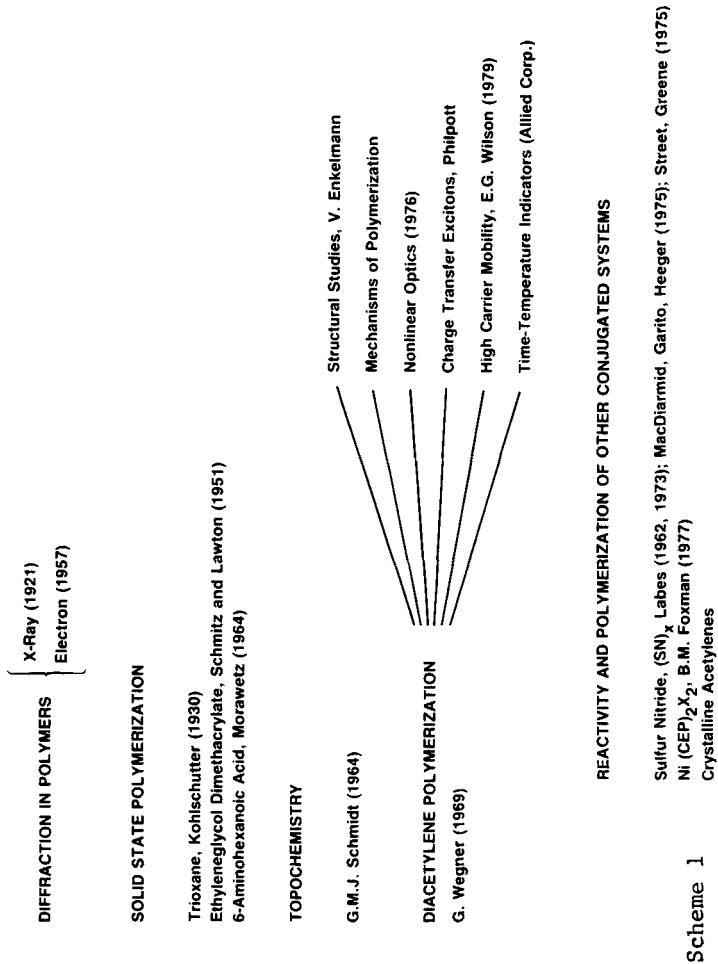 DIFFRACTION IN POLYMERS
X-Ray (1921)
Electron (1957)
SOLID STATE POLYMERIZATION
Trioxane, Kohlschutter (1930)
Ethyleneglycol Dimethacrylate, Schmitz and Lawton (1951)
6-Aminohexanoic Acid, Morawetz (1964)
TOPOCHEMISTRY
G.M.J. Schmidt (1964)
DIACETYLENE POLYMERIZATION
G. Wegner (1969)
Structural Studies, V. Enkelmann
Mechanisms of Polymerization
Nonlinear Optics (1976)
Charge Transfer Excitons, Philpott
High Carrier Mobility, E.G. Wilson (1979)
Time-Temperature Indicators (Allied Corp.)
REACTIVITY AND POLYMERIZATION OF OTHER CONJUGATED SYSTEMS
Sulfur Nitride, (SN)x Labes (1962, 1973); MacDiarmid, Garito, Heeger (1975); Street, Greene (1975)
Ni (CEP)2X2, B.M. Foxman (1977)
Crystalline Acetylenes
Scheme 1